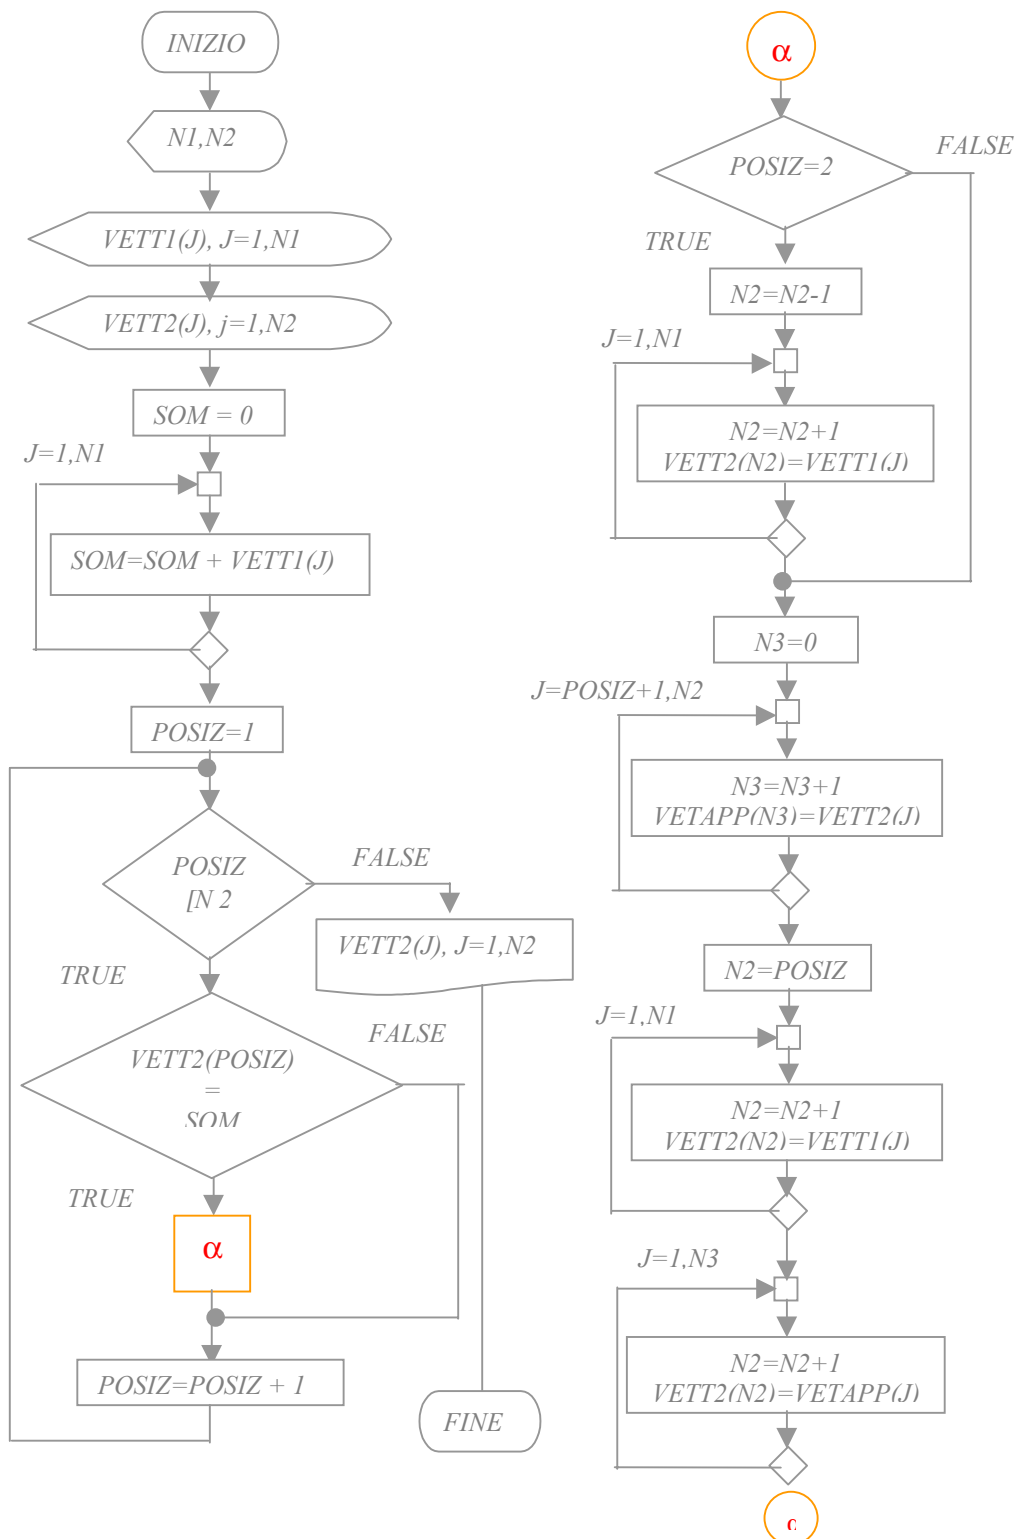 INIZIO
N1,N2
VETT1(J), J=1,N1
VETT2(J), j=1,N2
SOM = 0
J=1,N1
SOM=SOM + VETT1(J)
POSIZ=1
POSIZ
[N 2
FALSE
VETT2(J), J=1,N2
TRUE
VETT2(POSIZ)
=
SOM
FALSE
TRUE
α
POSIZ=POSIZ + 1
FINE
α
POSIZ=2
FALSE
TRUE
N2=N2-1
J=1,N1
N2=N2+1
VETT2(N2)=VETT1(J)
N3=0
J=POSIZ+1,N2
N3=N3+1
VETAPP(N3)=VETT2(J)
N2=POSIZ
J=1,N1
N2=N2+1
VETT2(N2)=VETT1(J)
J=1,N3
N2=N2+1
VETT2(N2)=VETAPP(J)
α